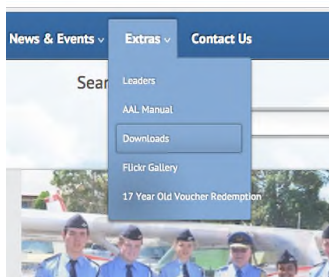 News & Events
Extras
Contact Us
Sear
Leaders
AAL Manual
Downloads
Flickr Gallery
17 Year Old Voucher Redemption